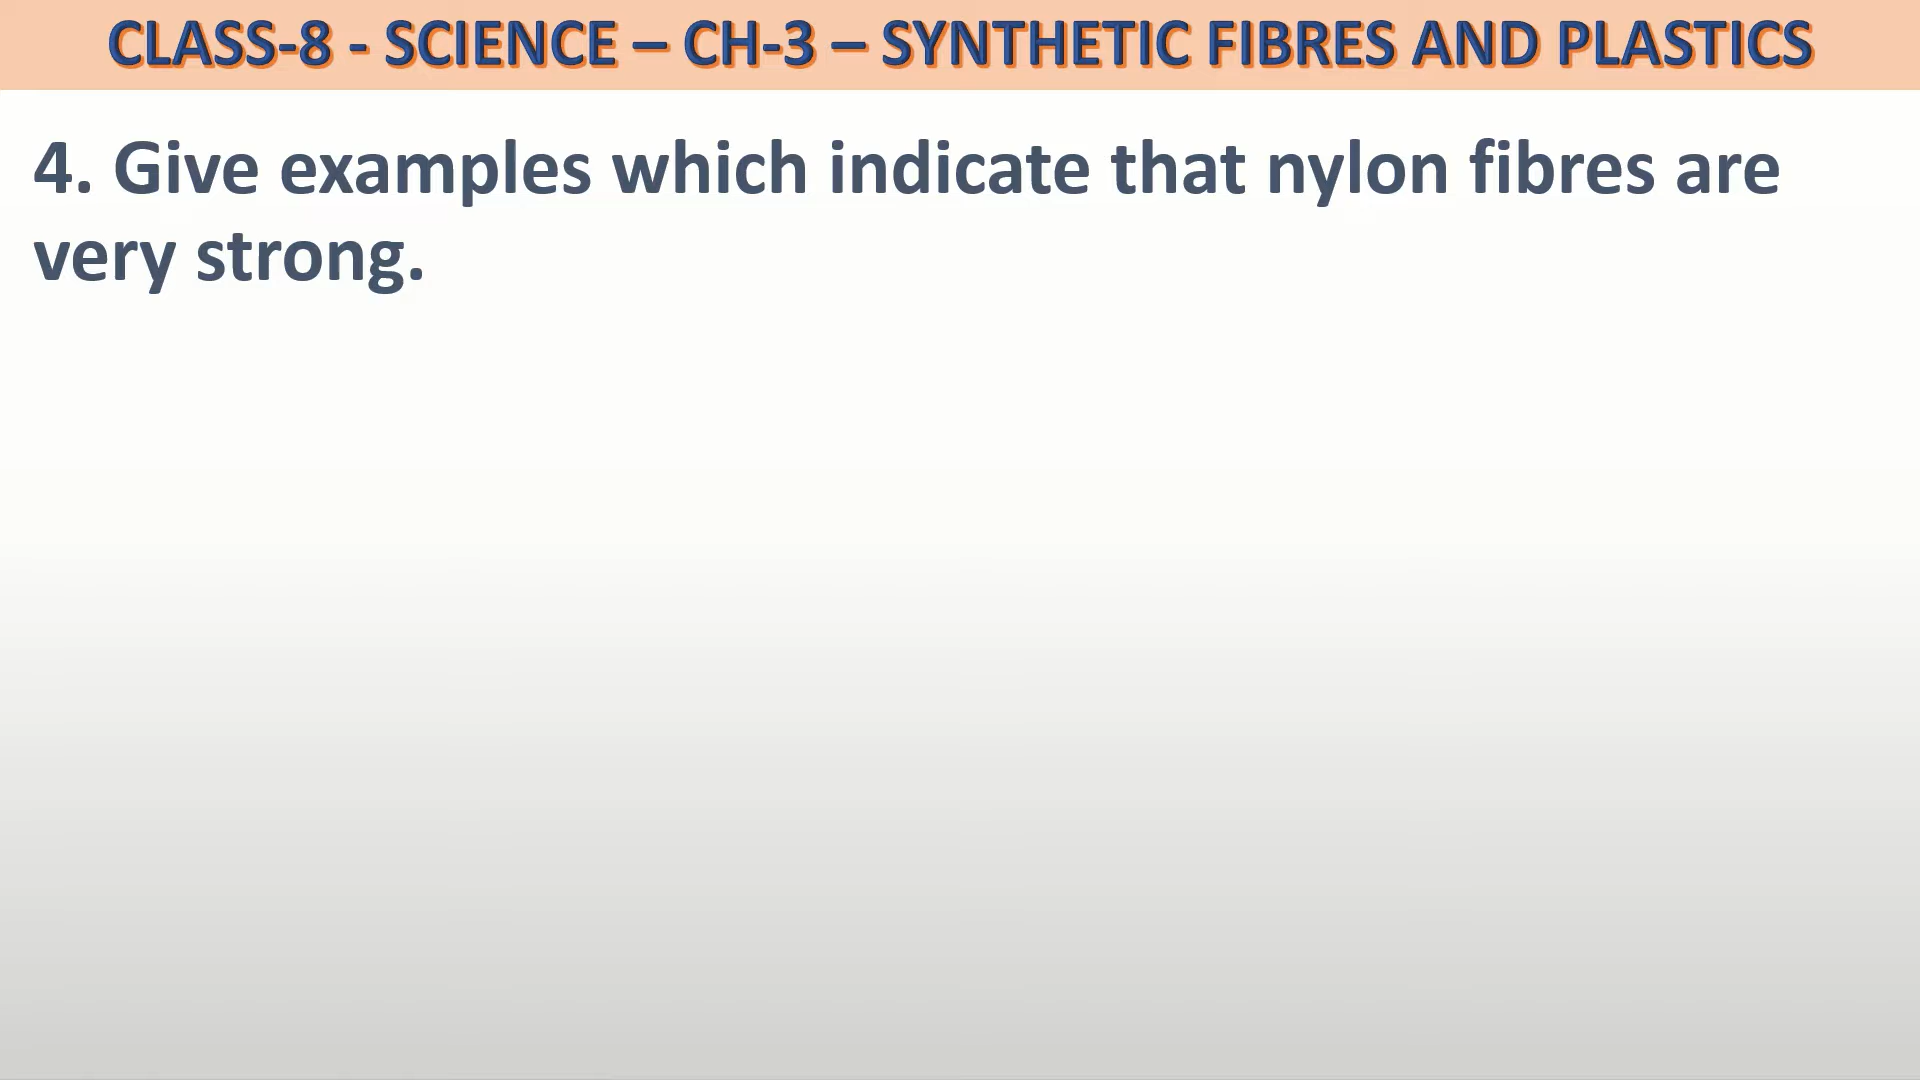 CLASS-8 - SCIENCE – CH-3 – SYNTHETIC FIBRES AND PLASTICS
4. Give examples which indicate that nylon fibres are
very strong.